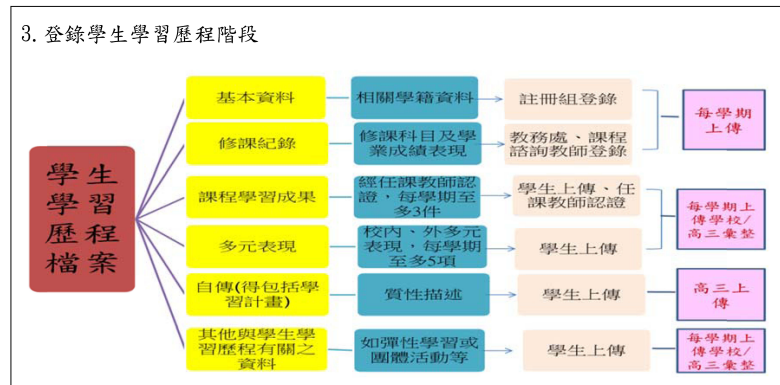 3. 登錄學生學習歷程階段
學生
學習
歷程
檔案
基本資料
相關學籍資料
註冊組登錄
修課紀錄
修課科目及學
業成績表現
教務處、課程
諮詢教師登錄
每學期
上傳
課程學習成果
經任課教師認
證，每學期至
多3件
學生上傳、任
課教師認證
多元表現
校內、外多元
表現，每學期
至多5項
學生上傳
每學期上
傳學校/
高三彙整
自傳(得包括學
習計畫)
質性描述
學生上傳
高三上
傳
其他與學生學
習歷程有關之
資料
如彈性學習或
團體活動等
學生上傳
每學期上
傳學校/
高三彙整